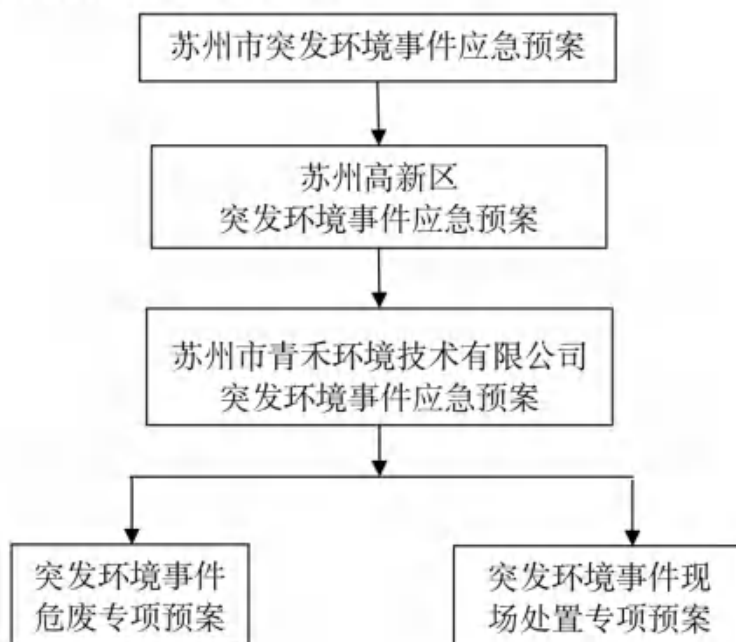 苏州市突发环境事件应急预案
苏州高新区
突发环境事件应急预案
苏州市青禾环境技术有限公司
突发环境事件应急预案
突发环境事件
危废专项预案
突发环境事件现
场处置专项预案